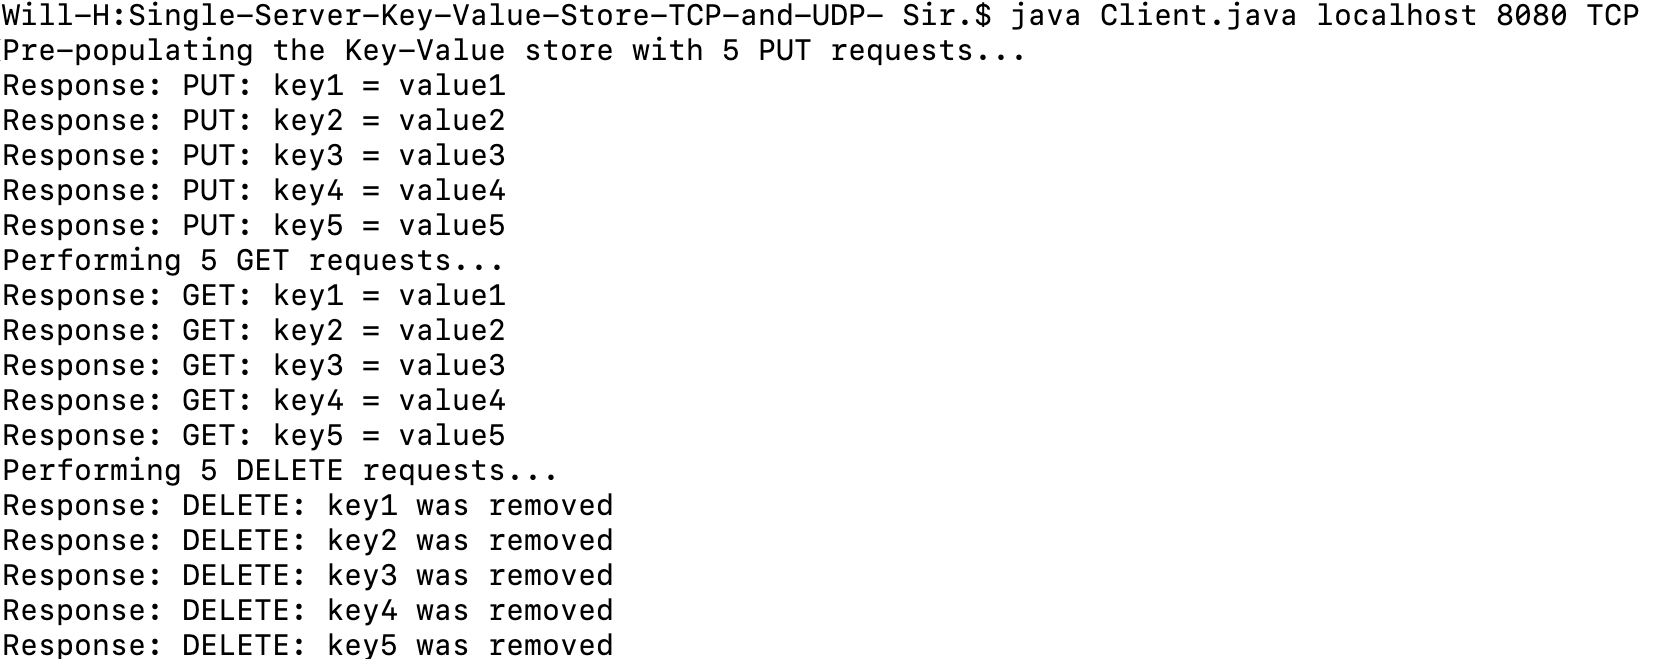 Will-H:Single-Server-Key-Value-Store-TCP-and-UDP- Sir.$ java Client.java localhost 8080 TCP
Pre-populating the Key-Value store with 5 PUT requests...
Response: PUT: key1 = value1
Response: PUT: key2 = value2
Response: PUT: key3 = value3
Response: PUT: key4 = value4
Response: PUT: key5 = value5
Performing 5 GET requests...
Response: GET: key1 = value1
Response: GET: key2 = value2
Response: GET: key3 = value3
Response: GET: key4 = value4
Response: GET: key5 = value5
Performing 5 DELETE requests...
Response: DELETE: key1 was removed
Response: DELETE: key2 was removed
Response: DELETE: key3 was removed
Response: DELETE: key4 was removed
Response: DELETE: key5 was removed